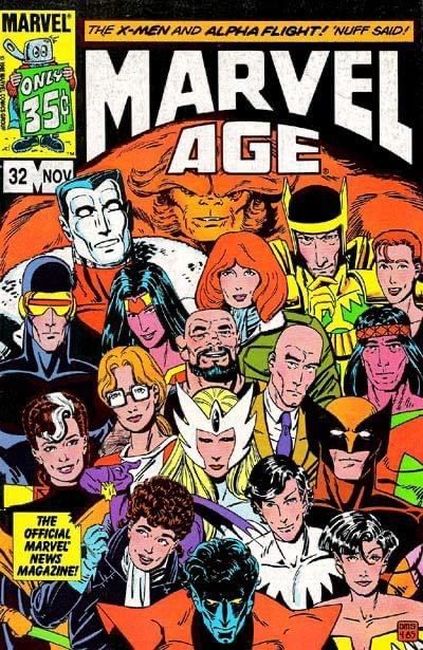 MARVEL
ONLY
35¢
THE X-MEN AND ALPHA FLIGHT! 'NUFF SAID!
MARVEL
AGE
32 NOV
THE
OFFICIAL
MARVEL
NEWS
MAGAZINE!